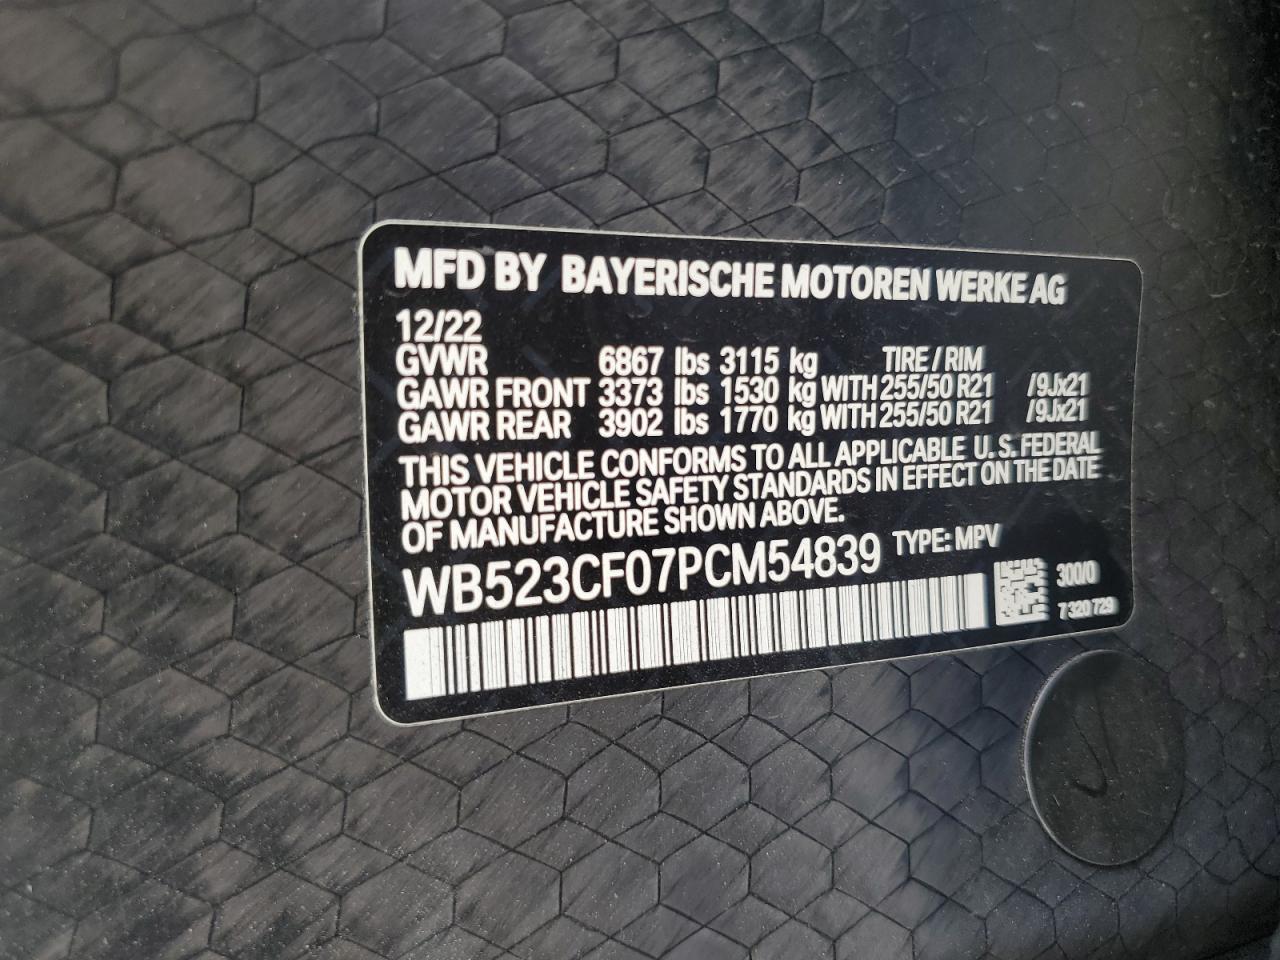 MFD BY BAYERISCHE MOTOREN WERKE AG
12/22
GVWR 6867 lbs 3115 kg TIRE / RIM
GAWR FRONT 3373 lbs 1530 kg WITH 255/50 R21 /9Jx21
GAWR REAR 3902 lbs 1770 kg WITH 255/50 R21 /9Jx21
THIS VEHICLE CONFORMS TO ALL APPLICABLE U.S. FEDERAL
MOTOR VEHICLE SAFETY STANDARDS IN EFFECT ON THE DATE
OF MANUFACTURE SHOWN ABOVE.
WB523CF07PCM54839 TYPE: MPV
300/0
7 320 729